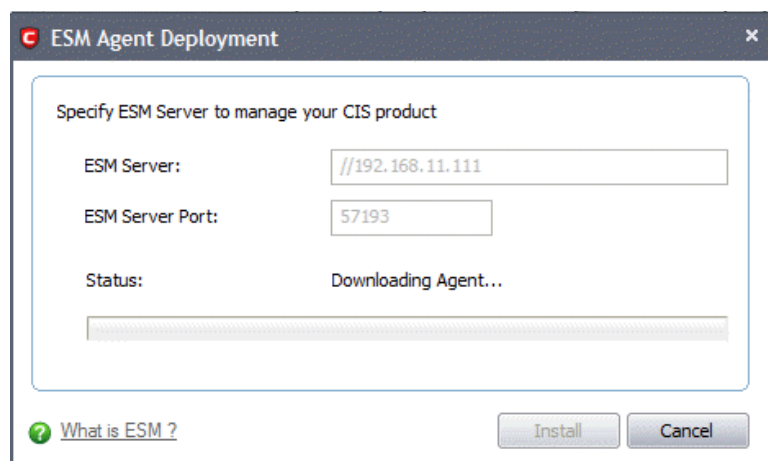 ESM Agent Deployment
Specify ESM Server to manage your CIS product
ESM Server: //192.168.11.111
ESM Server Port: 57193
Status: Downloading Agent...
What is ESM ? Install Cancel